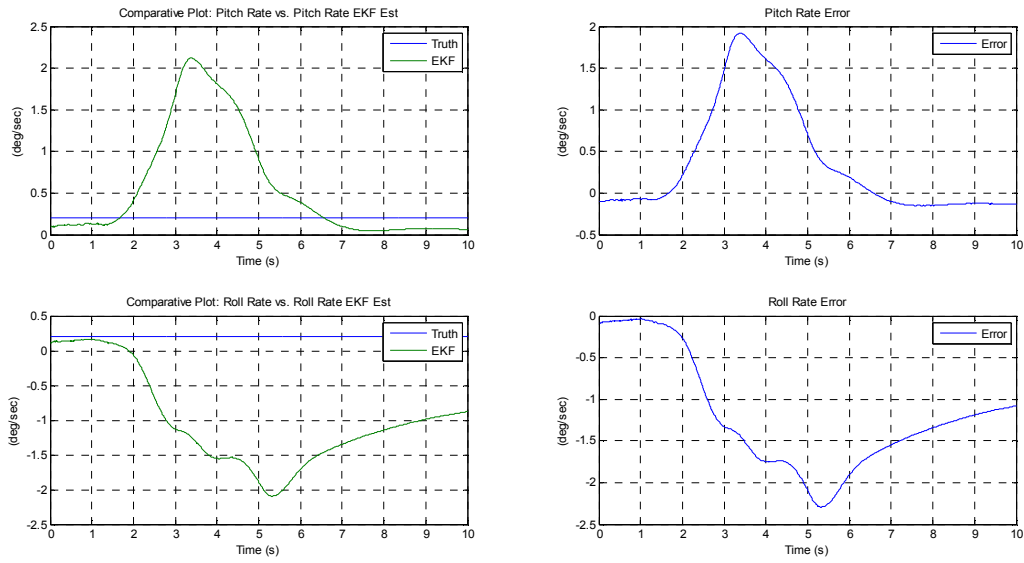 Comparative Plot: Pitch Rate vs. Pitch Rate EKF Est
2.5
2
1.5
1
0.5
0
(deg/sec)
Truth
EKF
0 1 2 3 4 5 6 7 8 9 10
Time (s)
Pitch Rate Error
2
1.5
1
0.5
0
-0.5
(deg/sec)
Error
0 1 2 3 4 5 6 7 8 9 10
Time (s)
Comparative Plot: Roll Rate vs. Roll Rate EKF Est
0.5
0
-0.5
-1
-1.5
-2
-2.5
(deg/sec)
Truth
EKF
0 1 2 3 4 5 6 7 8 9 10
Time (s)
Roll Rate Error
0
-0.5
-1
-1.5
-2
-2.5
(deg/sec)
Error
0 1 2 3 4 5 6 7 8 9 10
Time (s)